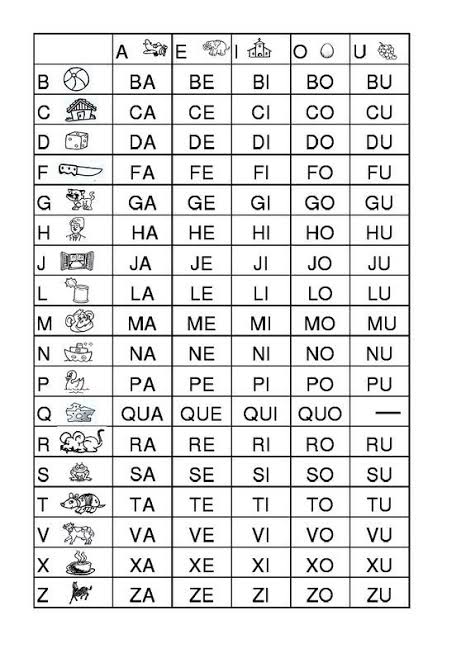 A E I O U
B BA BE BI BO BU
C CA CE CI CO CU
D DA DE DI DO DU
F FA FE FI FO FU
G GA GE GI GO GU
H HA HE HI HO HU
J JA JE JI JO JU
L LA LE LI LO LU
M MA ME MI MO MU
N NA NE NI NO NU
P PA PE PI PO PU
Q QUA QUE QUI QUO —
R RA RE RI RO RU
S SA SE SI SO SU
T TA TE TI TO TU
V VA VE VI VO VU
X XA XE XI XO XU
Z ZA ZE ZI ZO ZU